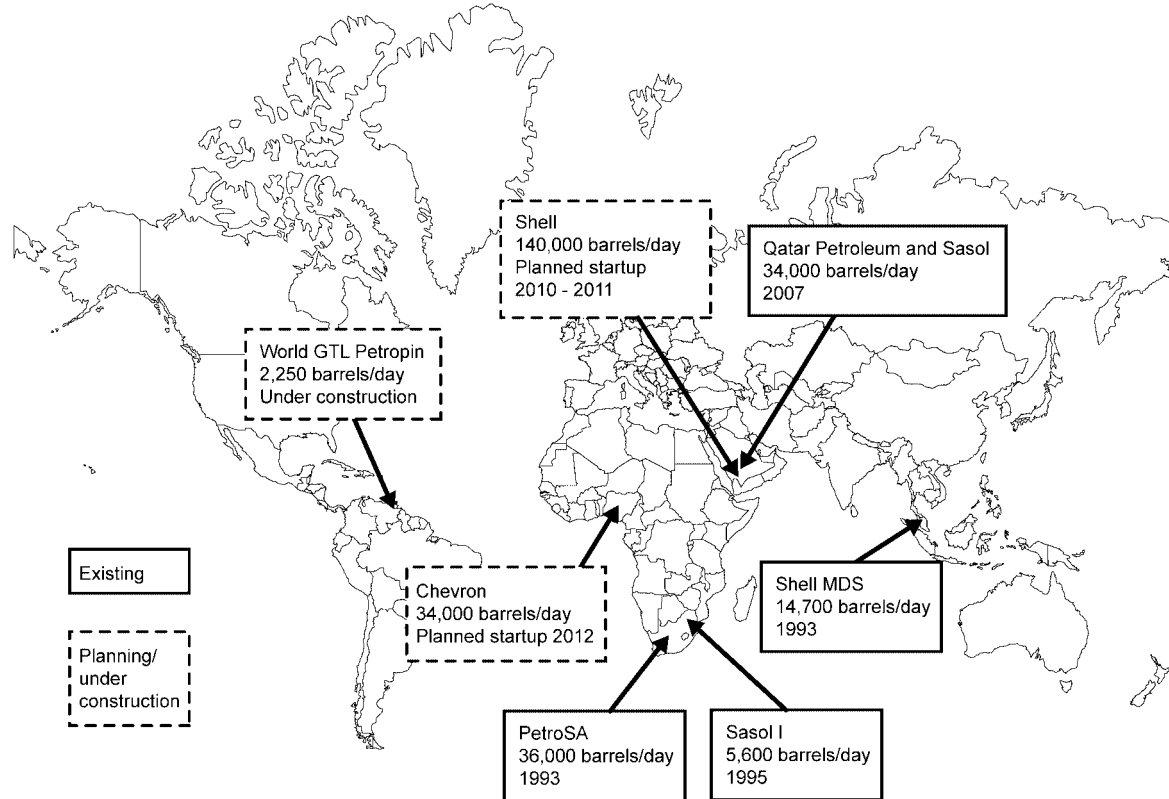 Shell
140,000 barrels/day
Planned startup
2010 - 2011
Qatar Petroleum and Sasol
34,000 barrels/day
2007
World GTL Petropin
2,250 barrels/day
Under construction
Existing
Planning/
under
construction
Chevron
34,000 barrels/day
Planned startup 2012
Shell MDS
14,700 barrels/day
1993
PetroSA
36,000 barrels/day
1993
Sasol I
5,600 barrels/day
1995